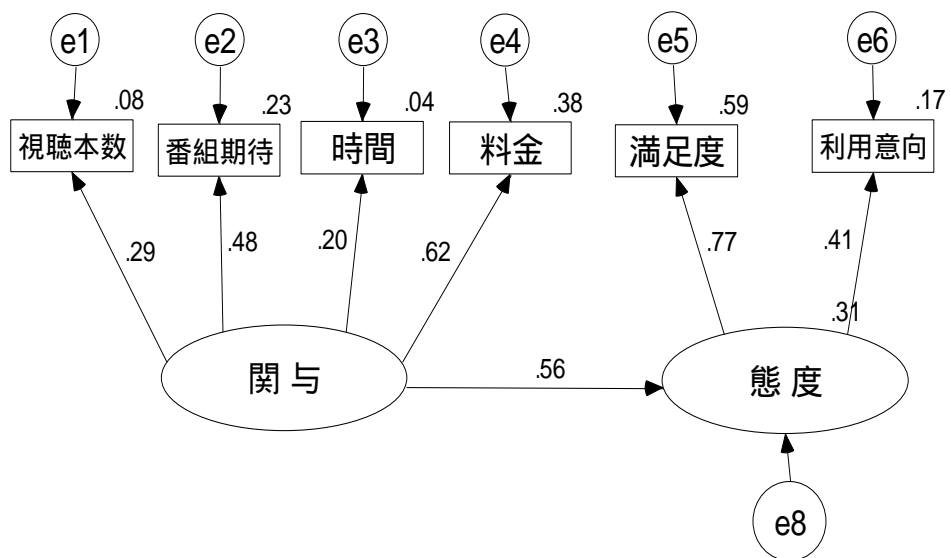 e1
e2
e3
e4
e5
e6
.08
.23
.04
.38
.59
.17
視聴本数
番組期待
時間
料金
満足度
利用意向
.29
.48
.20
.62
.77
.41
.31
関与
.56
態度
e8